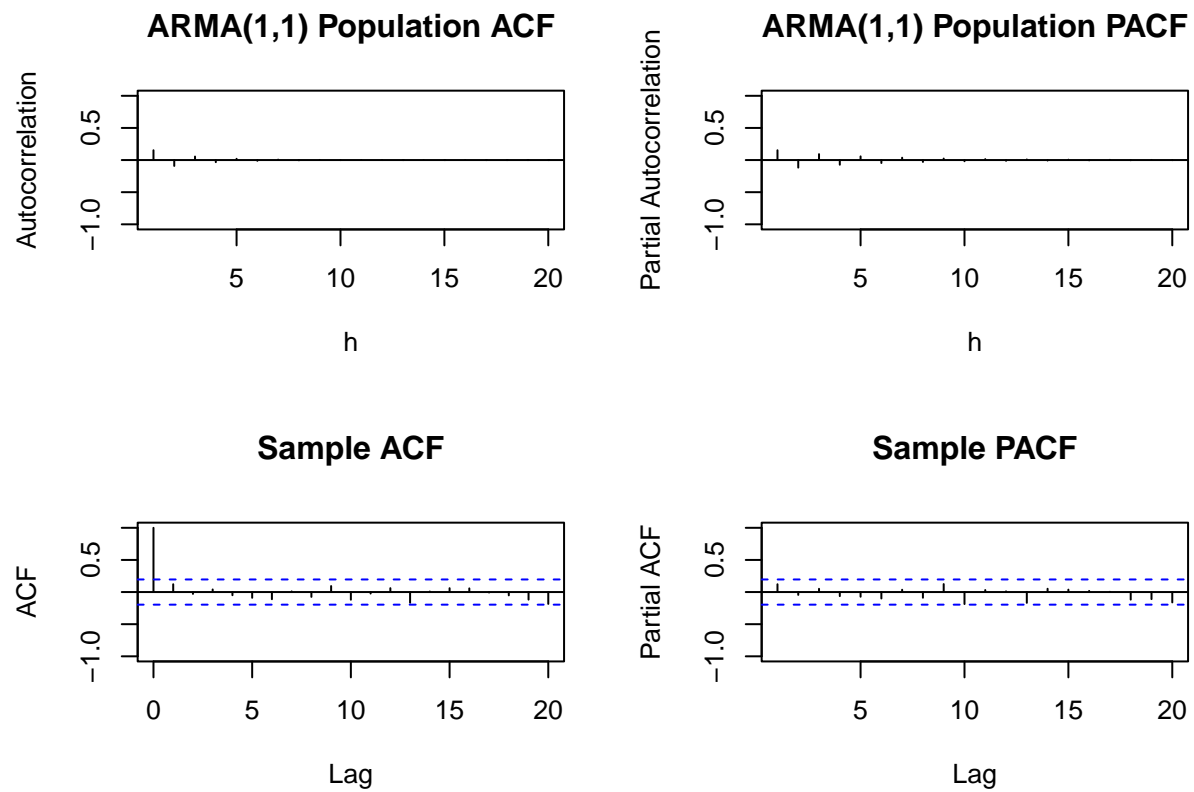 ARMA(1,1) Population ACF
Autocorrelation
0.5
−1.0
5 10 15 20
h
ARMA(1,1) Population PACF
Partial Autocorrelation
0.5
−1.0
5 10 15 20
h
Sample ACF
ACF
0.5
−1.0
0 5 10 15 20
Lag
Sample PACF
Partial ACF
0.5
−1.0
5 10 15 20
Lag